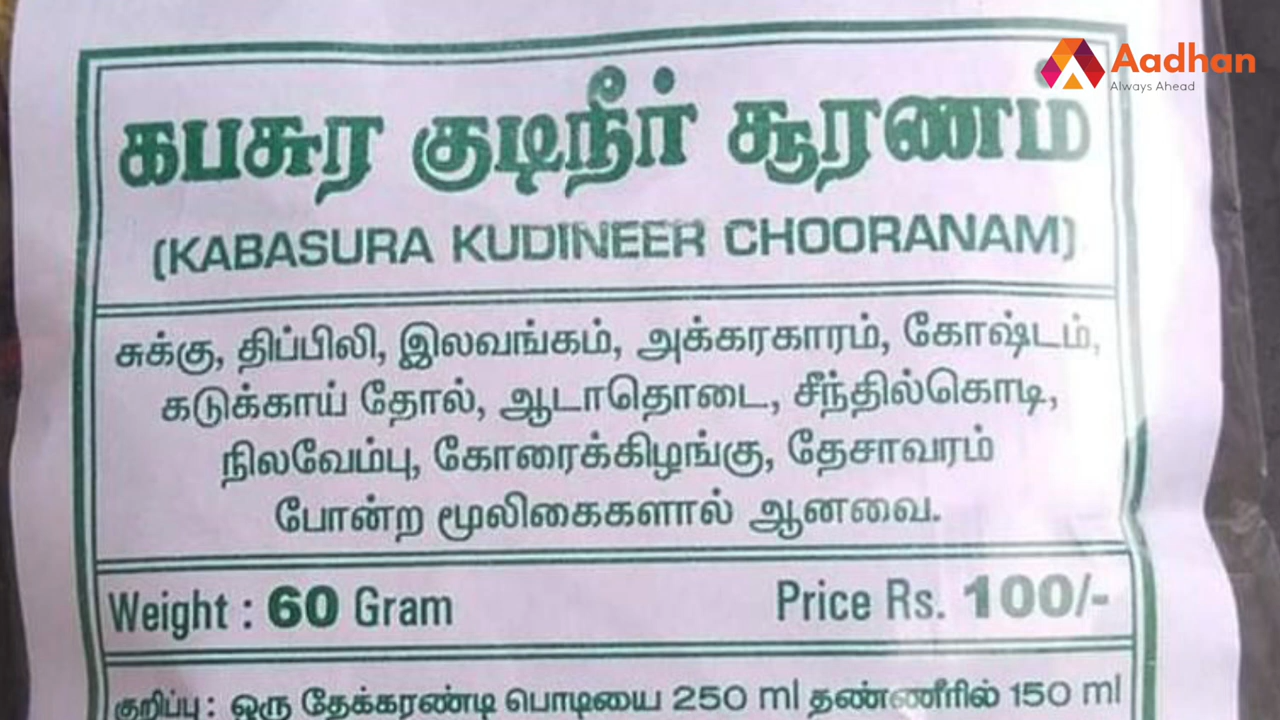 Aadhan
Always Ahead
கபசுர குடிநீர் சூரணம்
(KABASURA KUDINEER CHOORANAM)
சுக்கு, திப்பிலி, இலவங்கம், அக்கரகாரம், கோஷ்டம்,
கடுக்காய் தோல், ஆடாதொடை, சீந்தில்கொடி,
நிலவேம்பு, கோரைக்கிழங்கு, தேசாவரம்
போன்ற மூலிகைகளால் ஆனவை.
Weight : 60 Gram Price Rs. 100/-
குறிப்பு : ஒரு தேக்கரண்டி பொடியை 250 ml தண்ணீரில் 150 ml